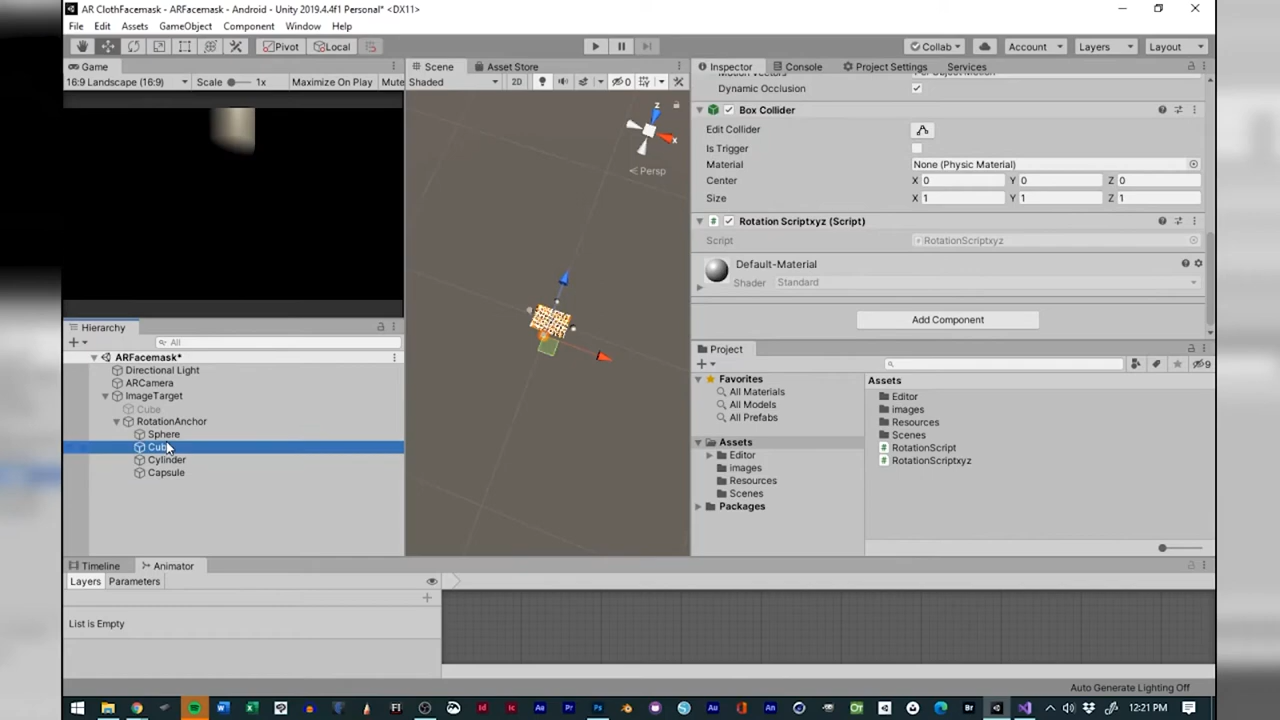 AR ClothFacemask - ARFacemask - Android - Unity 2019.4.4f1 Personal* <DX11>
File Edit Assets GameObject Component Window Help
Pivot Local Collab Account Layers Layout
Game
16:9 Landscape (16:9) Scale 1x Maximize On Play Mute
Scene Asset Store
Shaded 2D 0
z
x
Persp
Inspector Console Project Settings Services
Dynamic Occlusion
Box Collider
Edit Collider
Is Trigger
Material None (Physic Material)
Center X 0 Y 0 Z 0
Size X 1 Y 1 Z 1
Rotation Scriptxyz (Script)
Script RotationScriptxyz
Default-Material
Shader Standard
Add Component
Hierarchy
All
ARFacemask*
Directional Light
ARCamera
ImageTarget
Cube
RotationAnchor
Sphere
Cylinder
Capsule
Project
9
Favorites
All Materials
All Models
All Prefabs
Assets
Editor
images
Resources
Scenes
Packages
Assets
Editor
images
Resources
Scenes
RotationScript
RotationScriptxyz
Timeline Animator
Layers Parameters
List is Empty
Auto Generate Lighting Off
12:21 PM